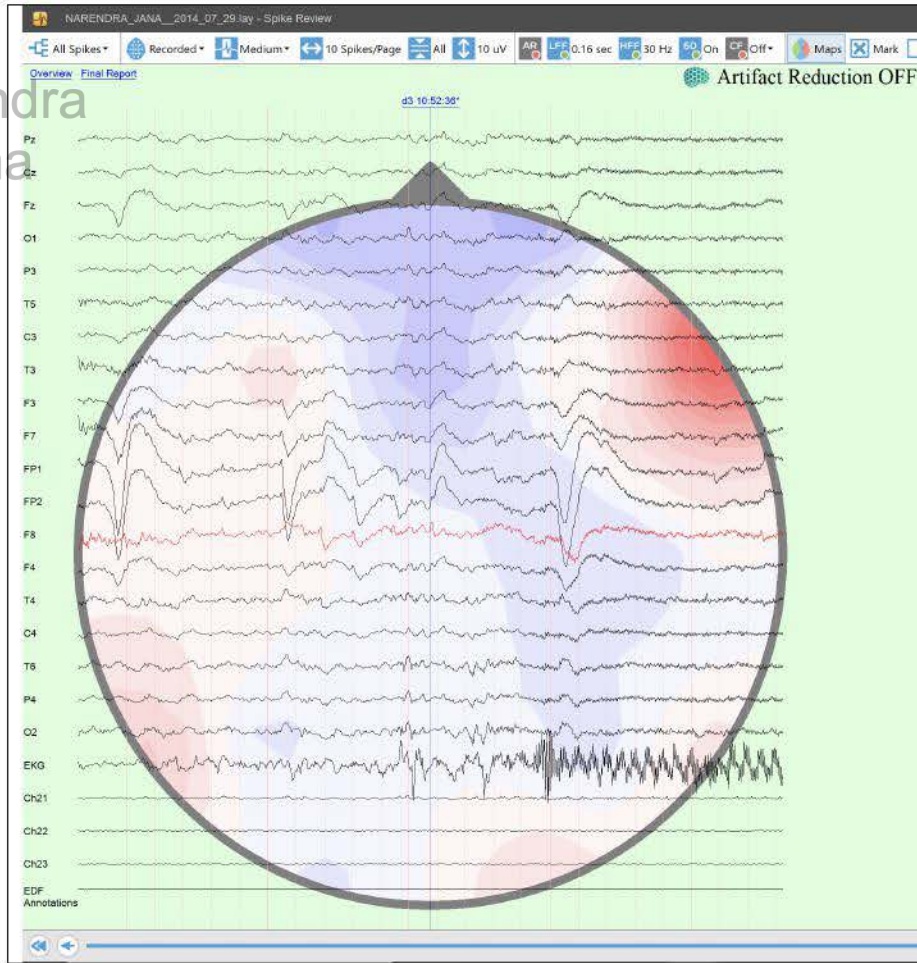 NARENDRA_JANA__2014_07_29.lay - Spike Review
All Spikes Recorded Medium 10 Spikes/Page All 10 uV AR LFF 0.16 sec HFF 30 Hz 60 On CF Off Maps Mark
Overview Final Report
Artifact Reduction OFF
ndra
na
d3 10:52:36*
Pz
Cz
Fz
O1
P3
T5
C3
T3
F3
F7
FP1
FP2
F8
F4
T4
C4
T6
P4
O2
EKG
Ch21
Ch22
Ch23
EDF
Annotations